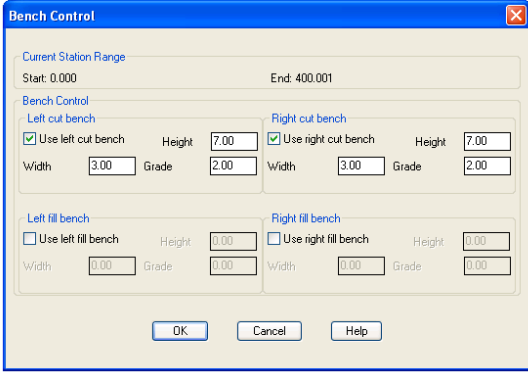 Bench Control
Current Station Range
Start: 0.000 End: 400.001
Bench Control
Left cut bench
Use left cut bench Height 7.00
Width 3.00 Grade 2.00
Right cut bench
Use right cut bench Height 7.00
Width 3.00 Grade 2.00
Left fill bench
Use left fill bench Height 0.00
Width 0.00 Grade 0.00
Right fill bench
Use right fill bench Height 0.00
Width 0.00 Grade 0.00
OK Cancel Help